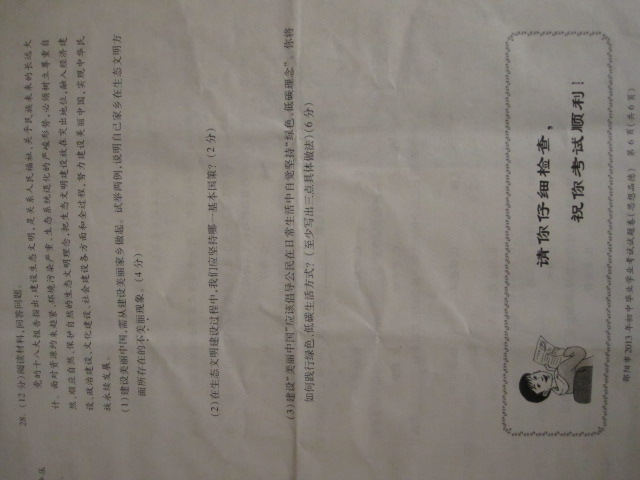 28.(12分)阅读材料,回答问题。
党的十八大报告指出:建设生态文明,是关系人民福祉、关乎民族未来的长远大
计。面对资源约束趋紧、环境污染严重、生态系统退化的严峻形势,必须树立尊重自
然、顺应自然、保护自然的生态文明理念,把生态文明建设放在突出地位,融入经济建
设、政治建设、文化建设、社会建设各方面和全过程,努力建设美丽中国,实现中华民
族永续发展。
(1)建设美丽中国,需从建设美丽家乡做起。试举两例,说明自己家乡在生态文明方
面所存在的不美丽现象。(4分)
(2)在生态文明建设过程中,我们应坚持哪一基本国策?(2分)
(3)建设“美丽中国”应该倡导公民在日常生活中自觉坚持“绿色、低碳理念”。你将
如何践行绿色、低碳生活方式?(至少写出三点具体做法)(6分)
请你仔细检查,
祝你考试顺利!
邵阳市2013年初中毕业学业考试试题卷(思想品德) 第6页(共6页)